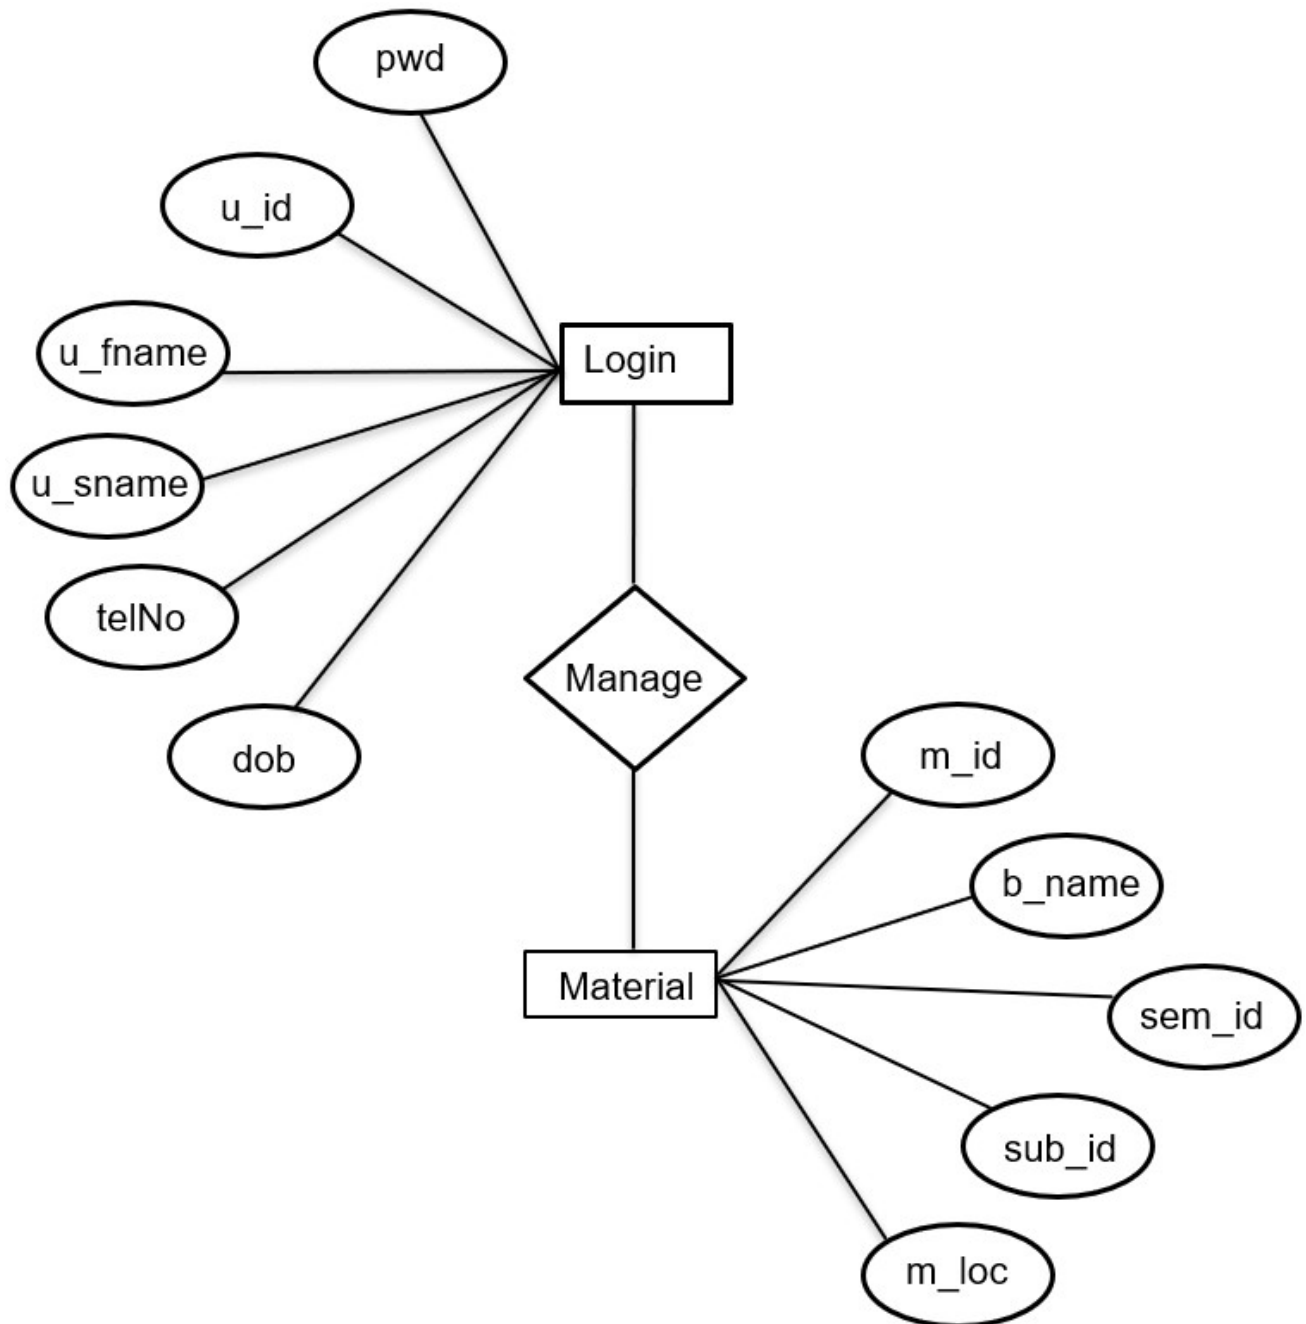 pwd
u_id
u_fname
Login
u_sname
telNo
Manage
dob
m_id
b_name
Material
sem_id
sub_id
m_loc